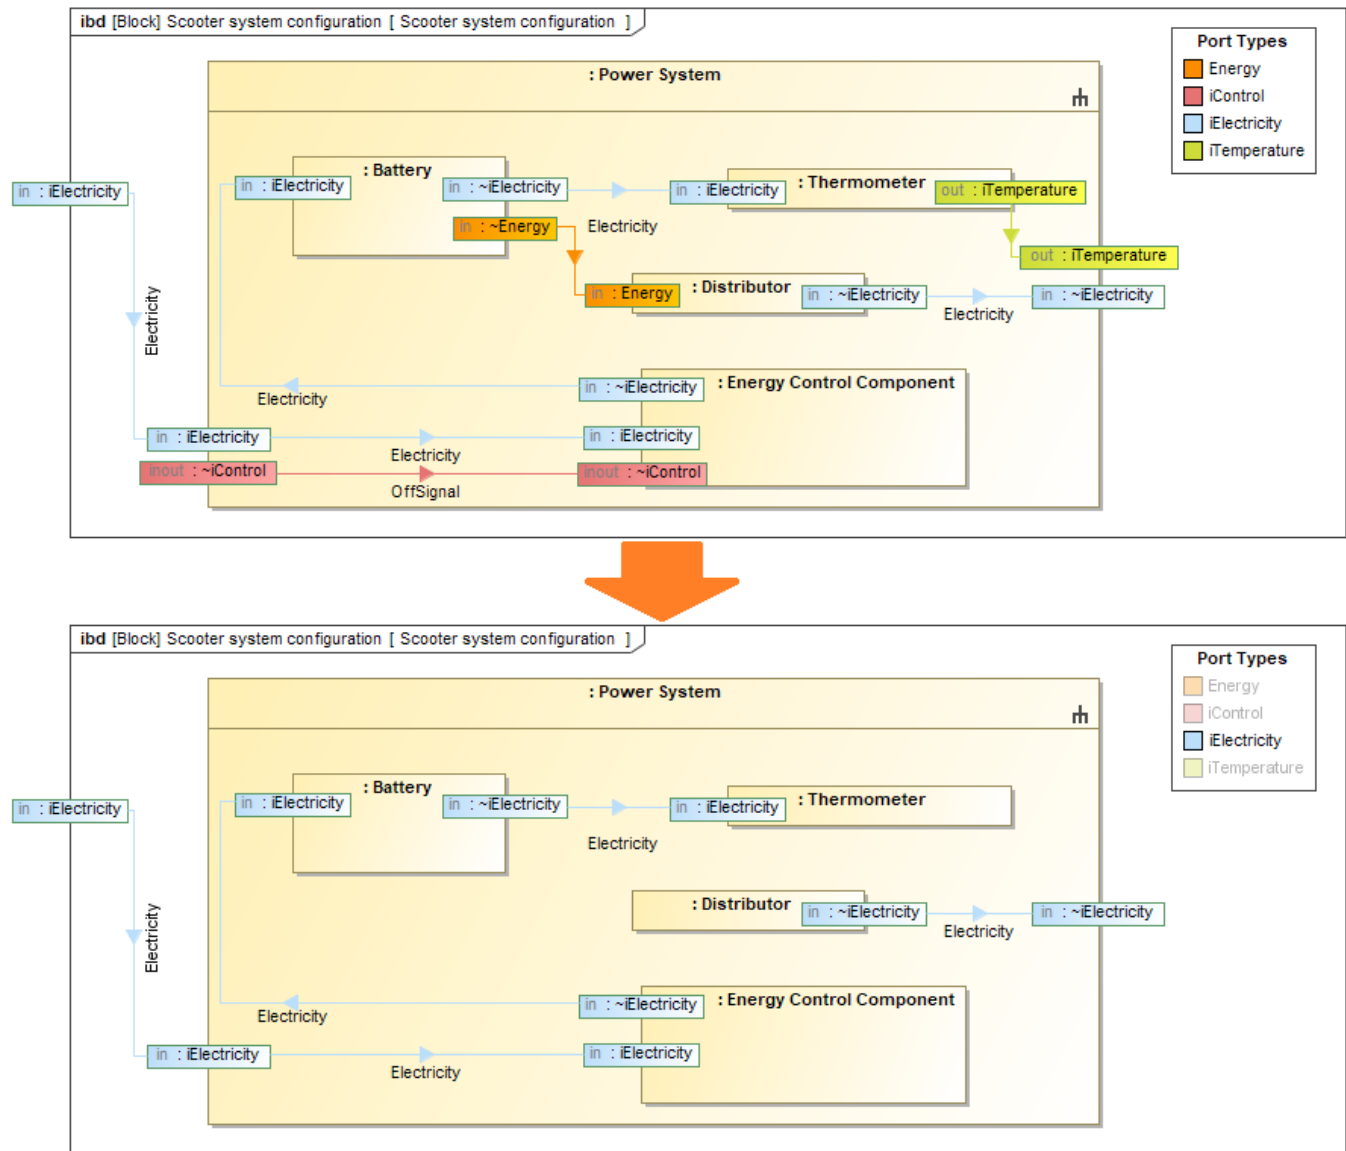 ibd [Block] Scooter system configuration [ Scooter system configuration ]
Port Types
Energy
iControl
iElectricity
iTemperature
: Power System
in : iElectricity
in : iElectricity
: Battery
in : ~iElectricity
in : ~Energy
Electricity
in : iElectricity
: Thermometer
out : iTemperature
out : iTemperature
in : Energy
: Distributor
in : ~iElectricity
Electricity
in : ~iElectricity
Electricity
Electricity
in : ~iElectricity
: Energy Control Component
in : iElectricity
Electricity
in : iElectricity
inout : ~iControl
OffSignal
inout : ~iControl
ibd [Block] Scooter system configuration [ Scooter system configuration ]
Port Types
Energy
iControl
iElectricity
iTemperature
: Power System
in : iElectricity
in : iElectricity
: Battery
in : ~iElectricity
Electricity
in : iElectricity
: Thermometer
: Distributor
in : ~iElectricity
Electricity
in : ~iElectricity
Electricity
Electricity
in : ~iElectricity
: Energy Control Component
in : iElectricity
Electricity
in : iElectricity